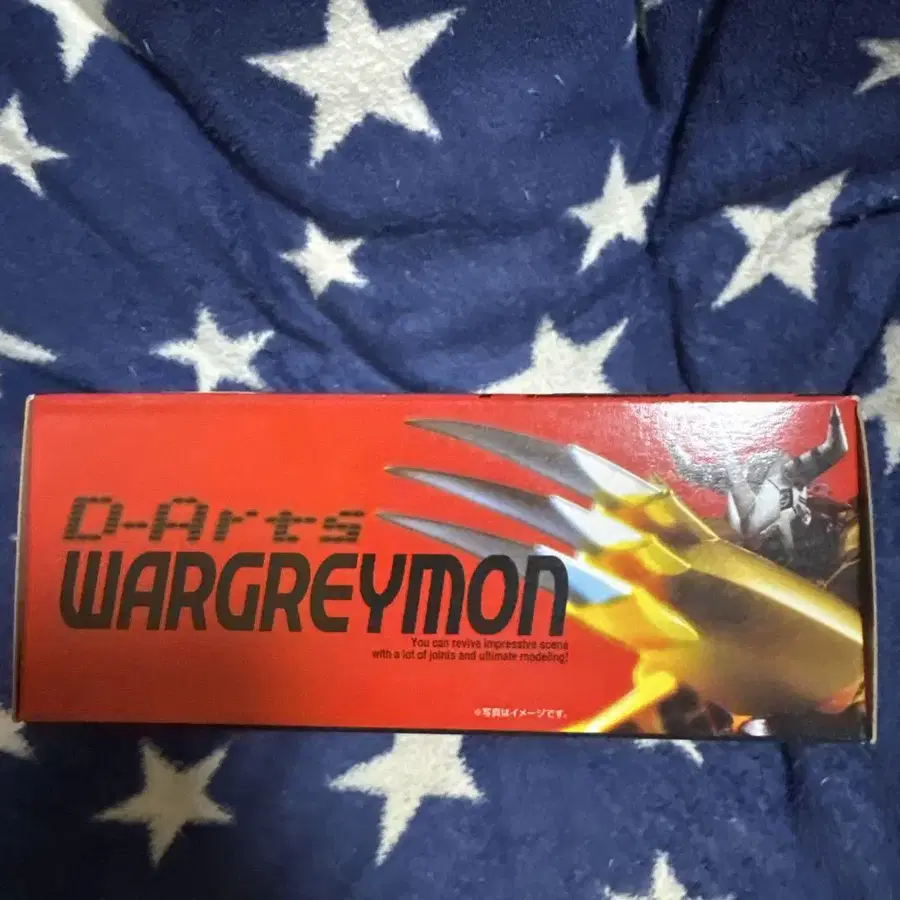 D-Arts
WARGREYMON
You can revive impressive scene
with a lot of joints and ultimate modeling!
※写真はイメージです。